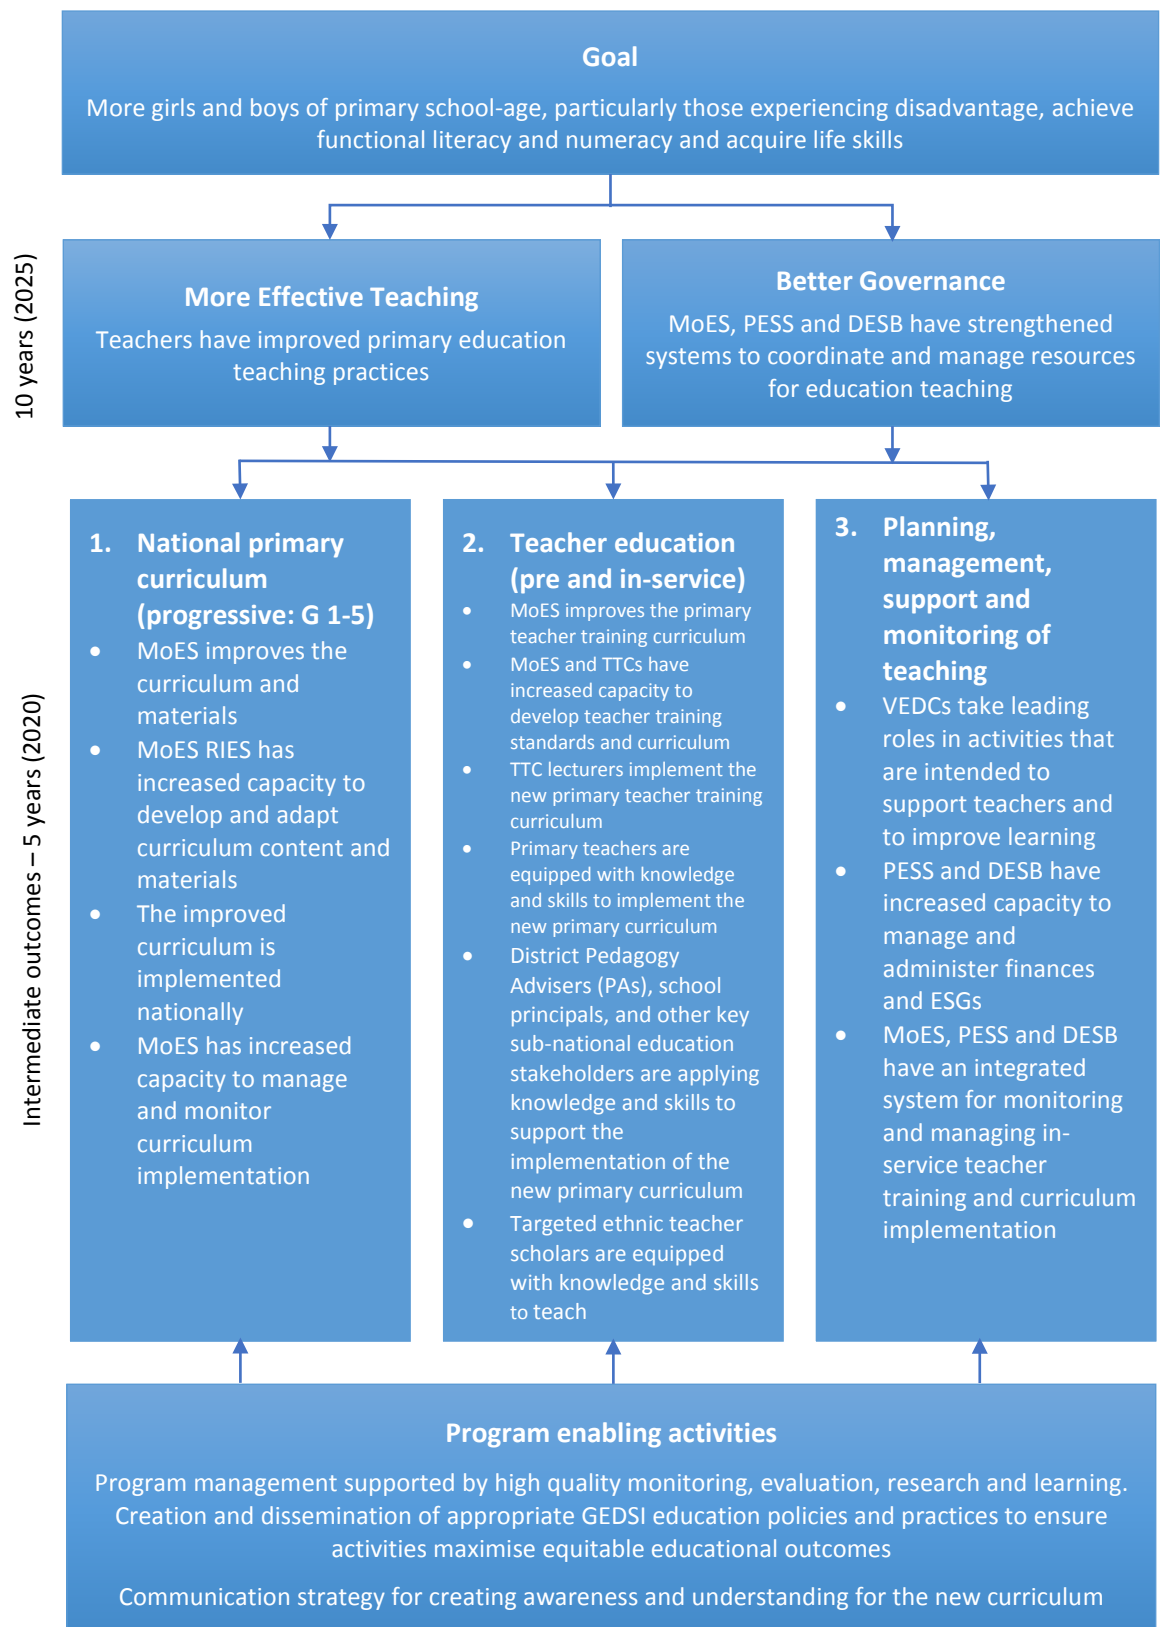 Goal
More girls and boys of primary school-age, particularly those experiencing disadvantage, achieve
functional literacy and numeracy and acquire life skills
10 years (2025)
More Effective Teaching
Teachers have improved primary education
teaching practices
Better Governance
MoES, PESS and DESB have strengthened
systems to coordinate and manage resources
for education teaching
Intermediate outcomes – 5 years (2020)
1. National primary
curriculum
(progressive: G 1-5)
• MoES improves the
curriculum and
materials
• MoES RIES has
increased capacity to
develop and adapt
curriculum content and
materials
• The improved
curriculum is
implemented
nationally
• MoES has increased
capacity to manage
and monitor
curriculum
implementation
2. Teacher education
(pre and in-service)
• MoES improves the primary
teacher training curriculum
• MoES and TTCs have
increased capacity to
develop teacher training
standards and curriculum
• TTC lecturers implement the
new primary teacher training
curriculum
• Primary teachers are
equipped with knowledge
and skills to implement the
new primary curriculum
• District Pedagogy
Advisers (PAs), school
principals, and other key
sub-national education
stakeholders are applying
knowledge and skills to
support the
implementation of the
new primary curriculum
• Targeted ethnic teacher
scholars are equipped
with knowledge and skills
to teach
3. Planning,
management,
support and
monitoring of
teaching
• VEDCs take leading
roles in activities that
are intended to
support teachers and
to improve learning
• PESS and DESB have
increased capacity to
manage and
administer finances
and ESGs
• MoES, PESS and DESB
have an integrated
system for monitoring
and managing in-
service teacher
training and curriculum
implementation
Program enabling activities
Program management supported by high quality monitoring, evaluation, research and learning.
Creation and dissemination of appropriate GEDSI education policies and practices to ensure
activities maximise equitable educational outcomes
Communication strategy for creating awareness and understanding for the new curriculum